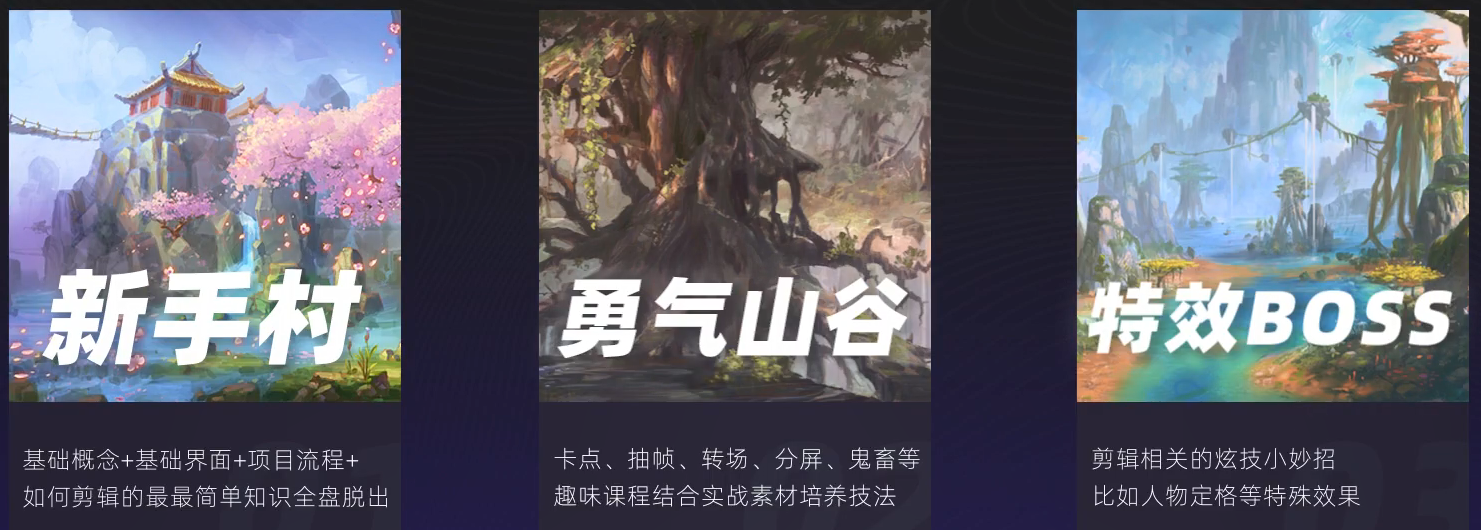 新手村
基础概念+基础界面+项目流程+
如何剪辑的最最简单知识全盘脱出
勇气山谷
卡点、抽帧、转场、分屏、鬼畜等
趣味课程结合实战素材培养技法
特效BOSS
剪辑相关的炫技小妙招
比如人物定格等特殊效果